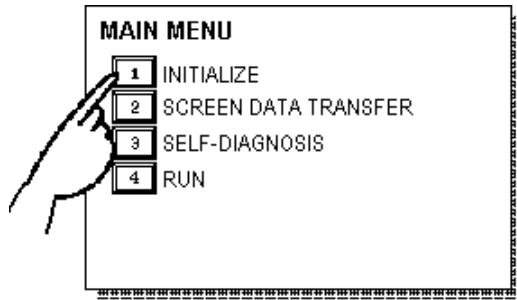 MAIN MENU
1 INITIALIZE
2 SCREEN DATA TRANSFER
3 SELF-DIAGNOSIS
4 RUN